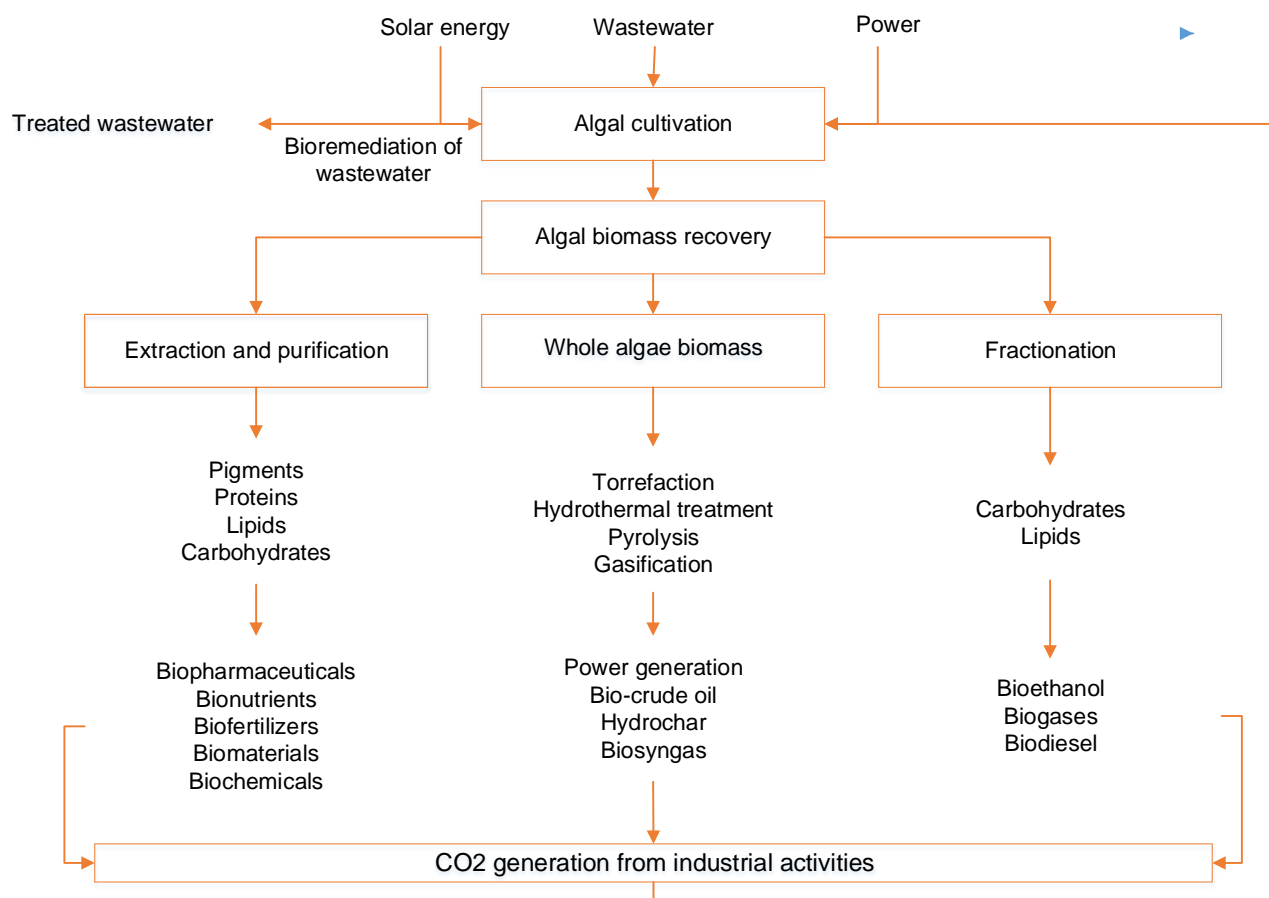 Solar energy
Wastewater
Power
Treated wastewater
Bioremediation of
wastewater
Algal cultivation
Algal biomass recovery
Extraction and purification
Whole algae biomass
Fractionation
Pigments
Proteins
Lipids
Carbohydrates
Torrefaction
Hydrothermal treatment
Pyrolysis
Gasification
Carbohydrates
Lipids
Biopharmaceuticals
Bionutrients
Biofertilizers
Biomaterials
Biochemicals
Power generation
Bio-crude oil
Hydrochar
Biosyngas
Bioethanol
Biogases
Biodiesel
CO2 generation from industrial activities